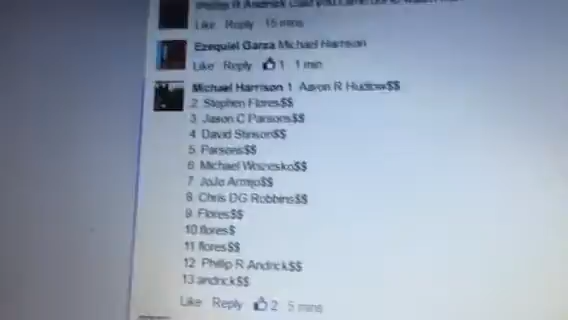 Like Reply 15 mins
Ezequiel Garza Michael Harrison
Like Reply 1 1 min
Michael Harrison 1 Aaron R Hudlow$$
2 Stephen Flores$$
3 Jason C Parsons$$
4 David Stinson$$
5 Parsons$$
6 Michael Woszesko$$
7 JoJo Armijo$$
8 Chris DG Robbins$$
9 Flores$$
10 flores$
11 flores$$
12 Phillip R Andrick$$
13 andrick$$
Like Reply 2 5 mins